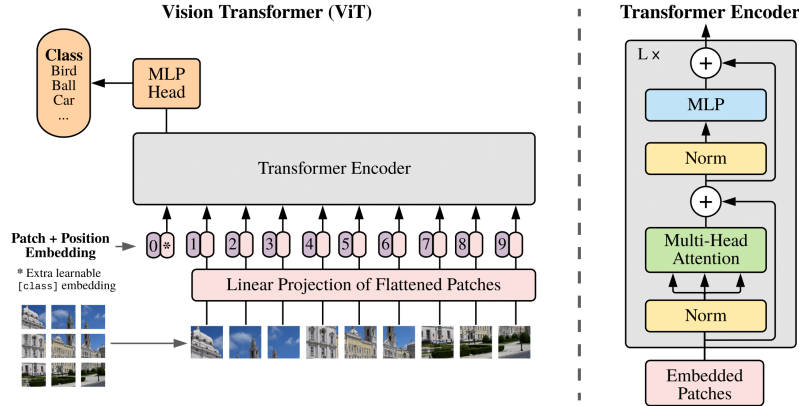 Vision Transformer (ViT)
Class
Bird
Ball
Car
...
MLP
Head
Transformer Encoder
Patch + Position
Embedding
0 * 1 2 3 4 5 6 7 8 9
* Extra learnable
[class] embedding
Linear Projection of Flattened Patches
Transformer Encoder
L ×
+
MLP
Norm
+
Multi-Head
Attention
Norm
Embedded
Patches